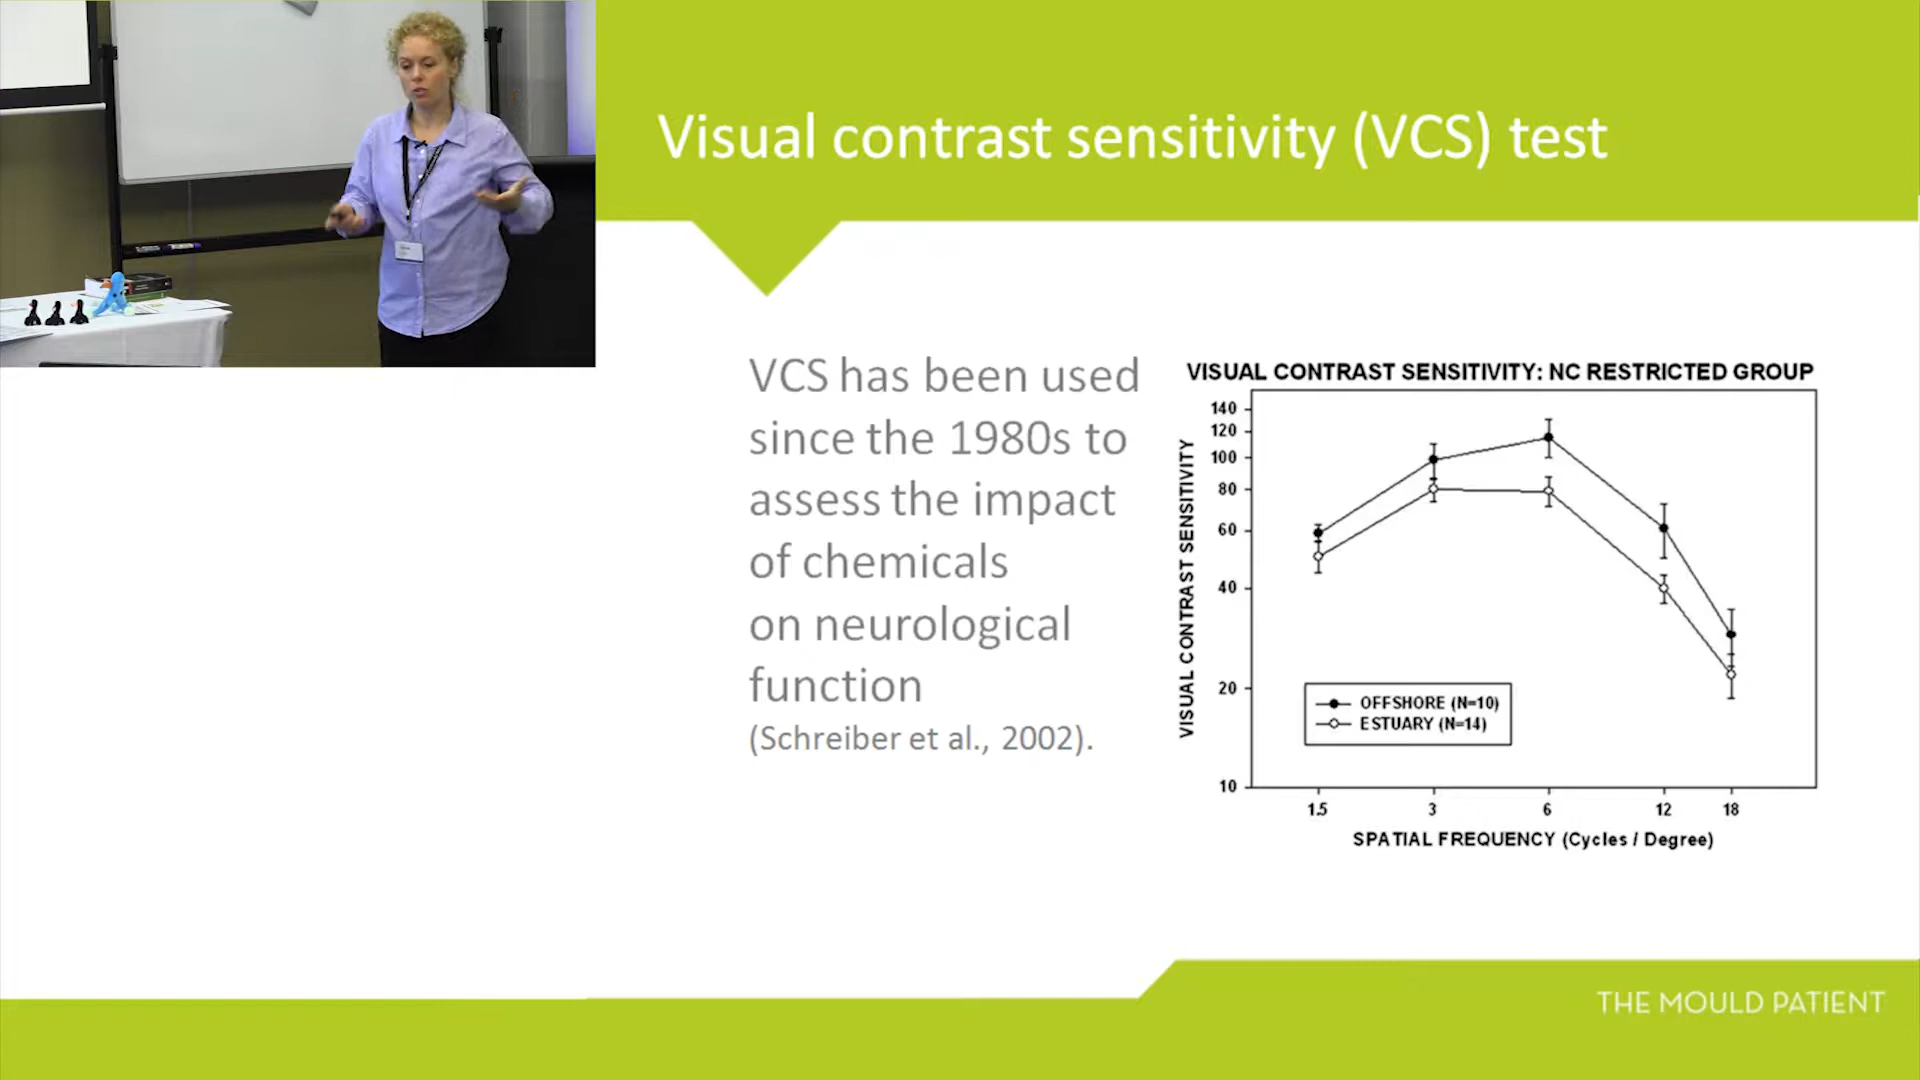 Visual contrast sensitivity (VCS) test
VCS has been used
since the 1980s to
assess the impact
of chemicals
on neurological
function
(Schreiber et al., 2002).
VISUAL CONTRAST SENSITIVITY: NC RESTRICTED GROUP
VISUAL CONTRAST SENSITIVITY
140
120
100
80
60
40
20
10
OFFSHORE (N=10)
ESTUARY (N=14)
1.5 3 6 12 18
SPATIAL FREQUENCY (Cycles / Degree)
THE MOULD PATIENT